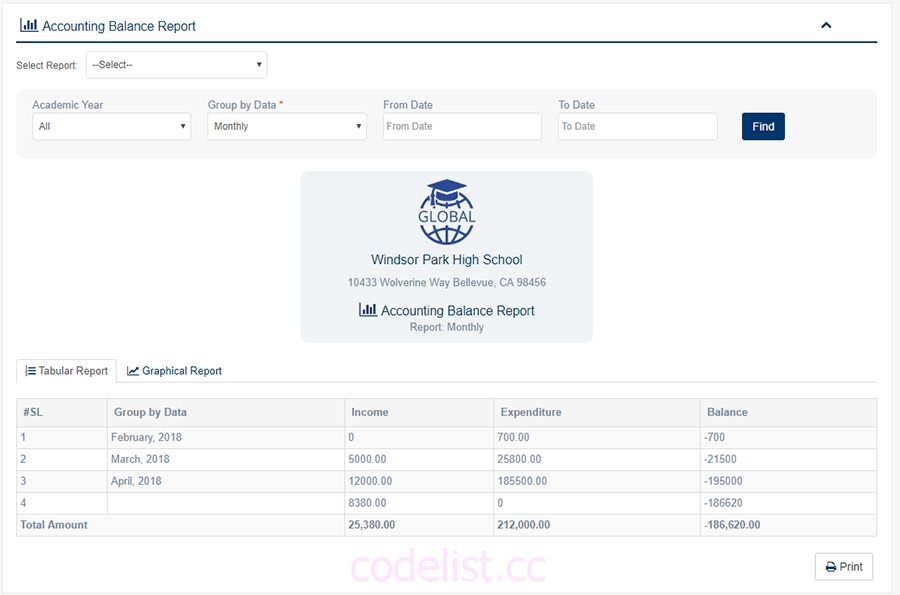 Accounting Balance Report
Select Report: --Select--
Academic Year Group by Data * From Date To Date
All Monthly From Date To Date Find
GLOBAL
Windsor Park High School
10433 Wolverine Way Bellevue, CA 98456
Accounting Balance Report
Report: Monthly
Tabular Report Graphical Report
#SL Group by Data Income Expenditure Balance
1 February, 2018 0 700.00 -700
2 March, 2018 5000.00 25800.00 -21500
3 April, 2018 12000.00 185500.00 -195000
4 8380.00 0 -186620
Total Amount 25,380.00 212,000.00 -186,620.00
codelist.cc
Print